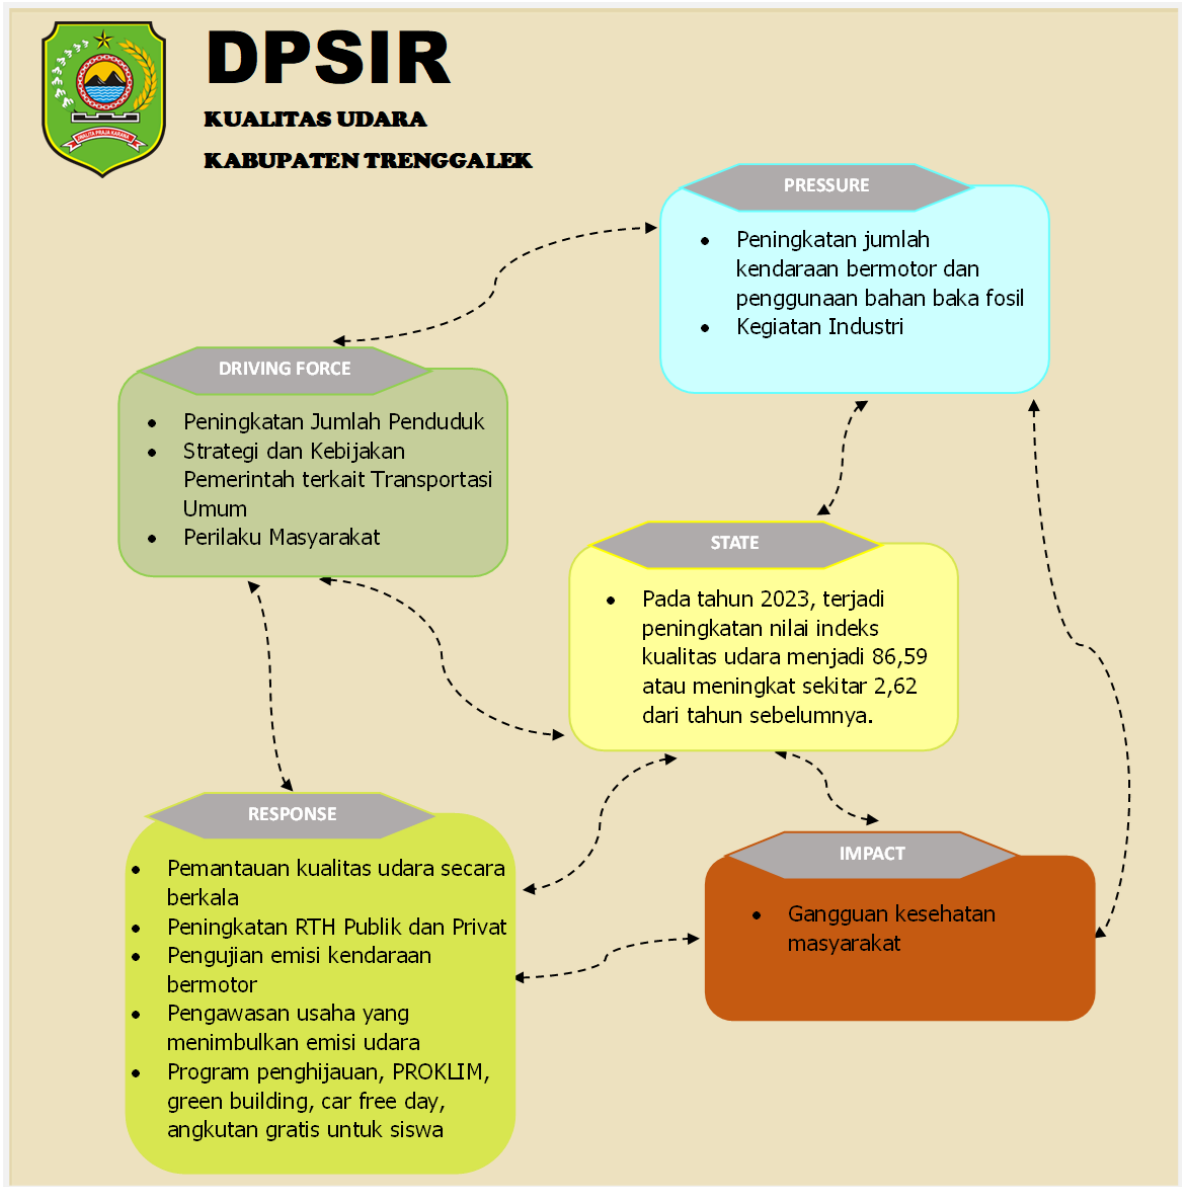 DPSIR
KUALITAS UDARA
KABUPATEN TRENGGALEK
PRESSURE
• Peningkatan jumlah
kendaraan bermotor dan
penggunaan bahan baka fosil
• Kegiatan Industri
DRIVING FORCE
• Peningkatan Jumlah Penduduk
• Strategi dan Kebijakan
Pemerintah terkait Transportasi
Umum
• Perilaku Masyarakat
STATE
• Pada tahun 2023, terjadi
peningkatan nilai indeks
kualitas udara menjadi 86,59
atau meningkat sekitar 2,62
dari tahun sebelumnya.
RESPONSE
• Pemantauan kualitas udara secara
berkala
• Peningkatan RTH Publik dan Privat
• Pengujian emisi kendaraan
bermotor
• Pengawasan usaha yang
menimbulkan emisi udara
• Program penghijauan, PROKLIM,
green building, car free day,
angkutan gratis untuk siswa
IMPACT
• Gangguan kesehatan
masyarakat